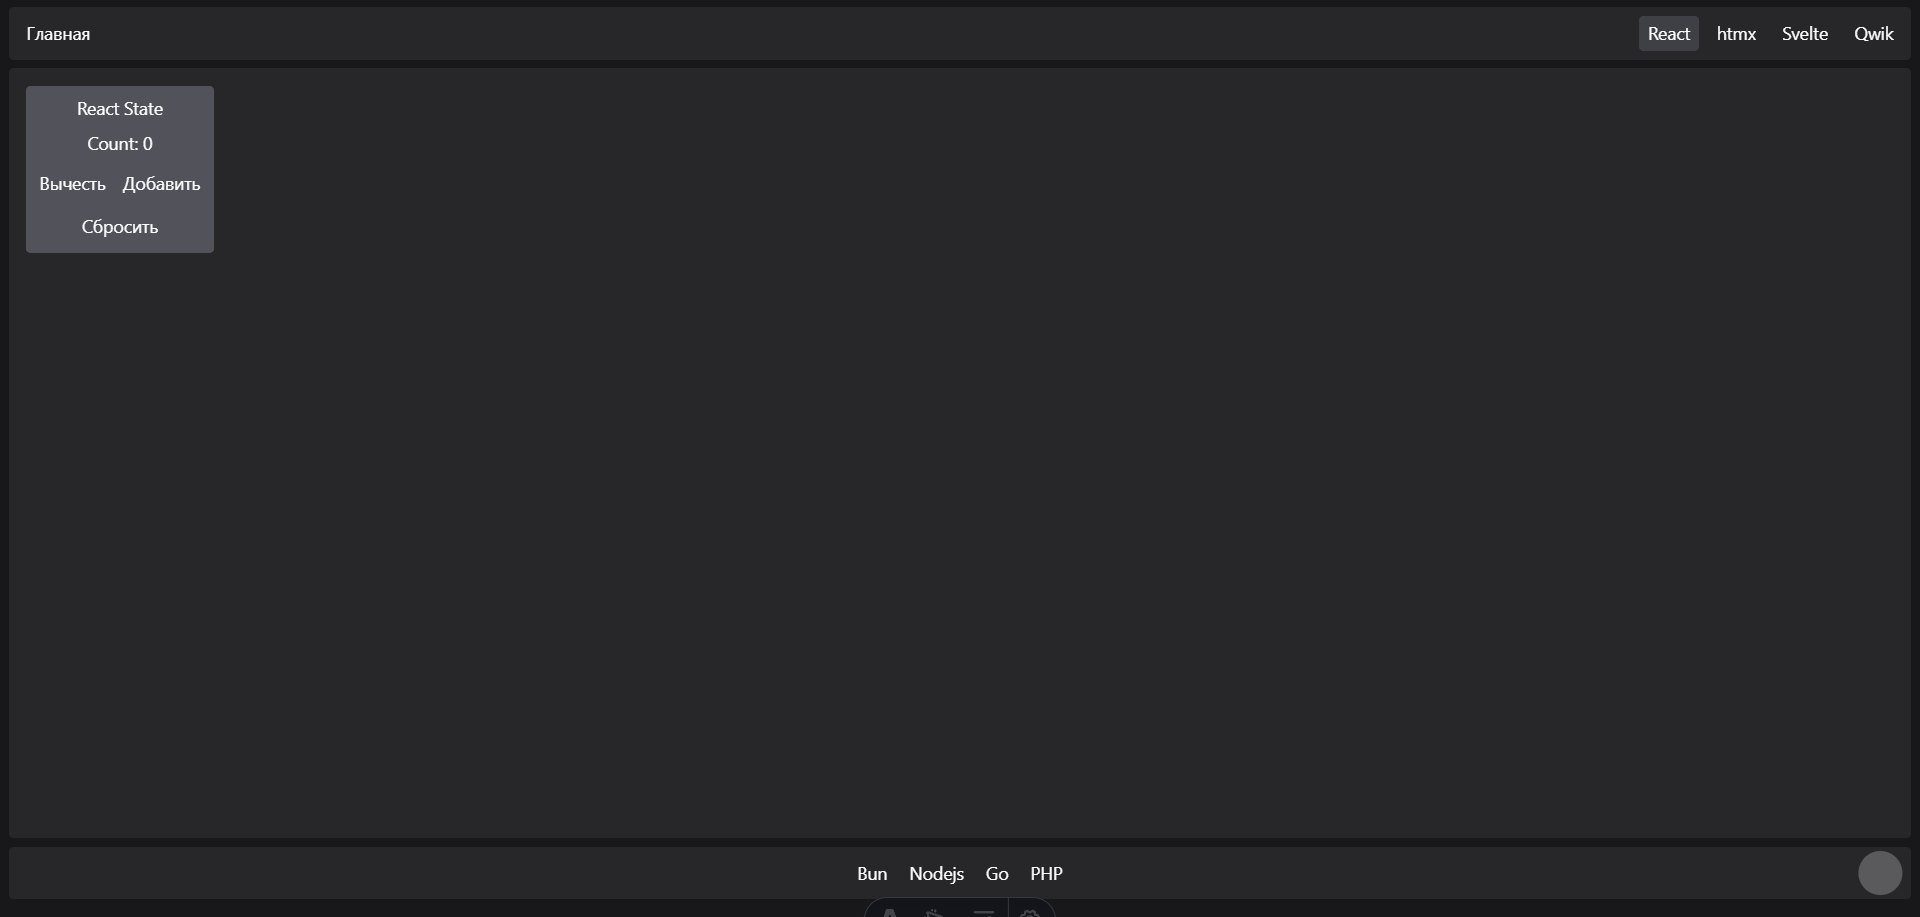 Главная React htmx Svelte Qwik
React State
Count: 0
Вычесть Добавить
Сбросить
Bun Nodejs Go PHP